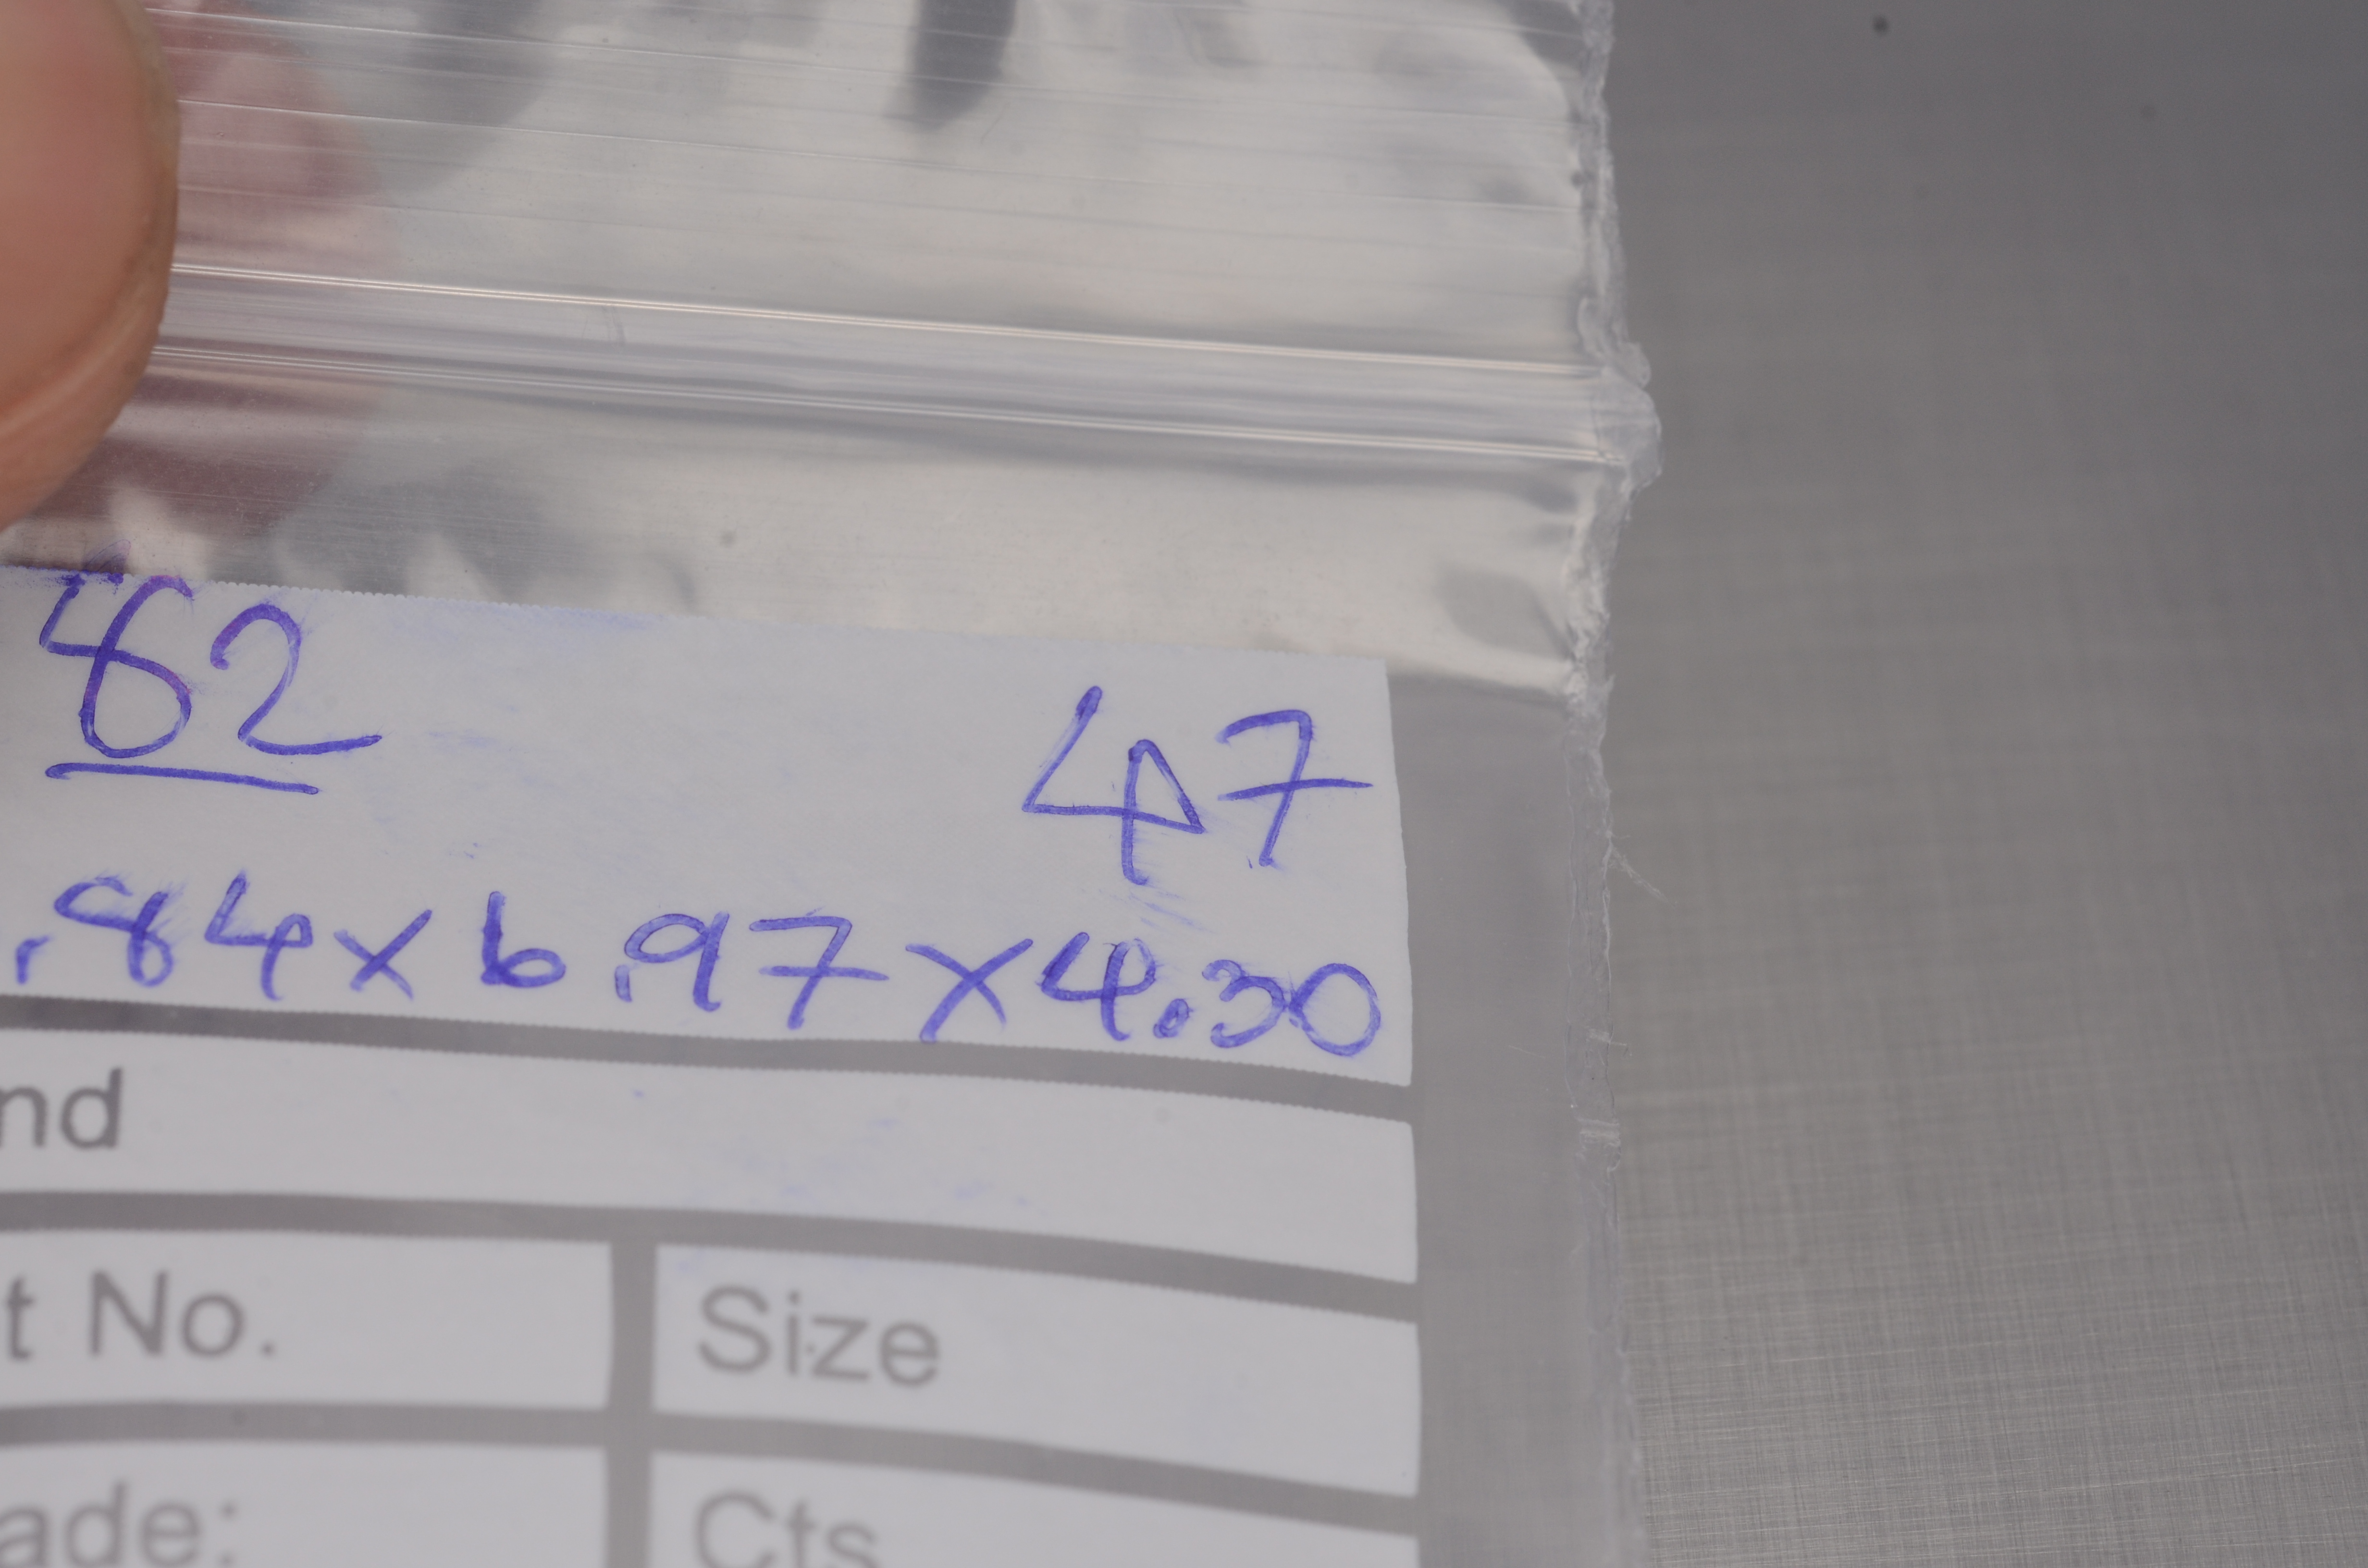 62 47
.84x6.97x4.30
nd
t No. Size
ade: Cts